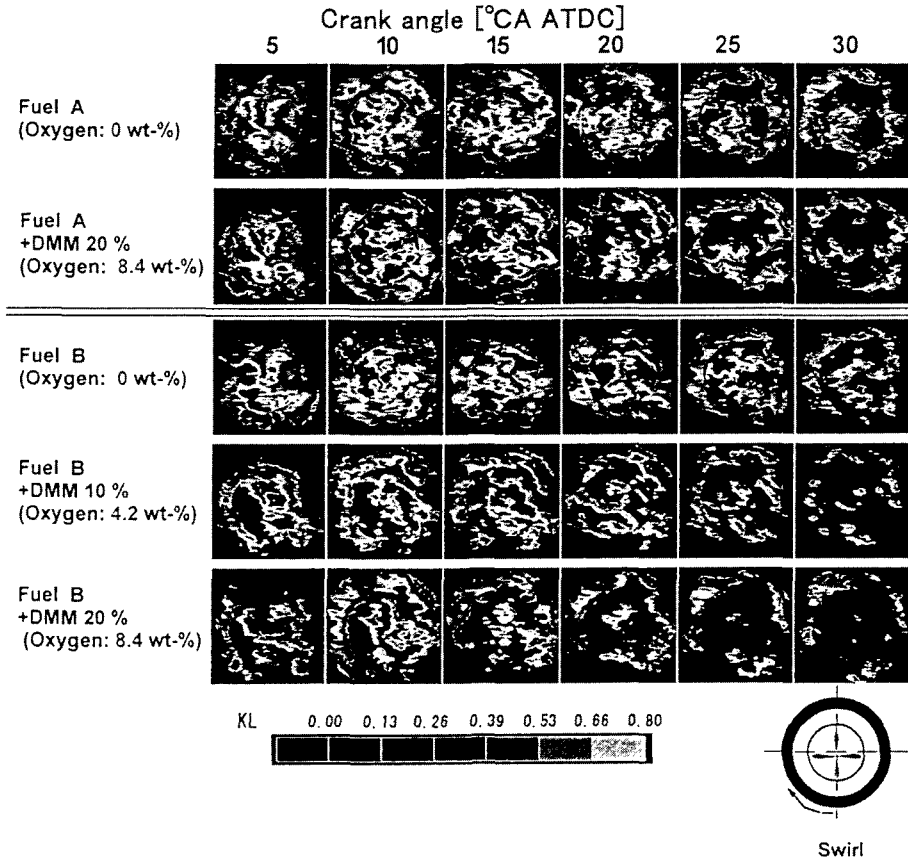 Crank angle [°CA ATDC]
5 10 15 20 25 30
Fuel A
(Oxygen: 0 wt-%)
Fuel A
+DMM 20 %
(Oxygen: 8.4 wt-%)
Fuel B
(Oxygen: 0 wt-%)
Fuel B
+DMM 10 %
(Oxygen: 4.2 wt-%)
Fuel B
+DMM 20 %
(Oxygen: 8.4 wt-%)
KL 0.00 0.13 0.26 0.39 0.53 0.66 0.80
Swirl